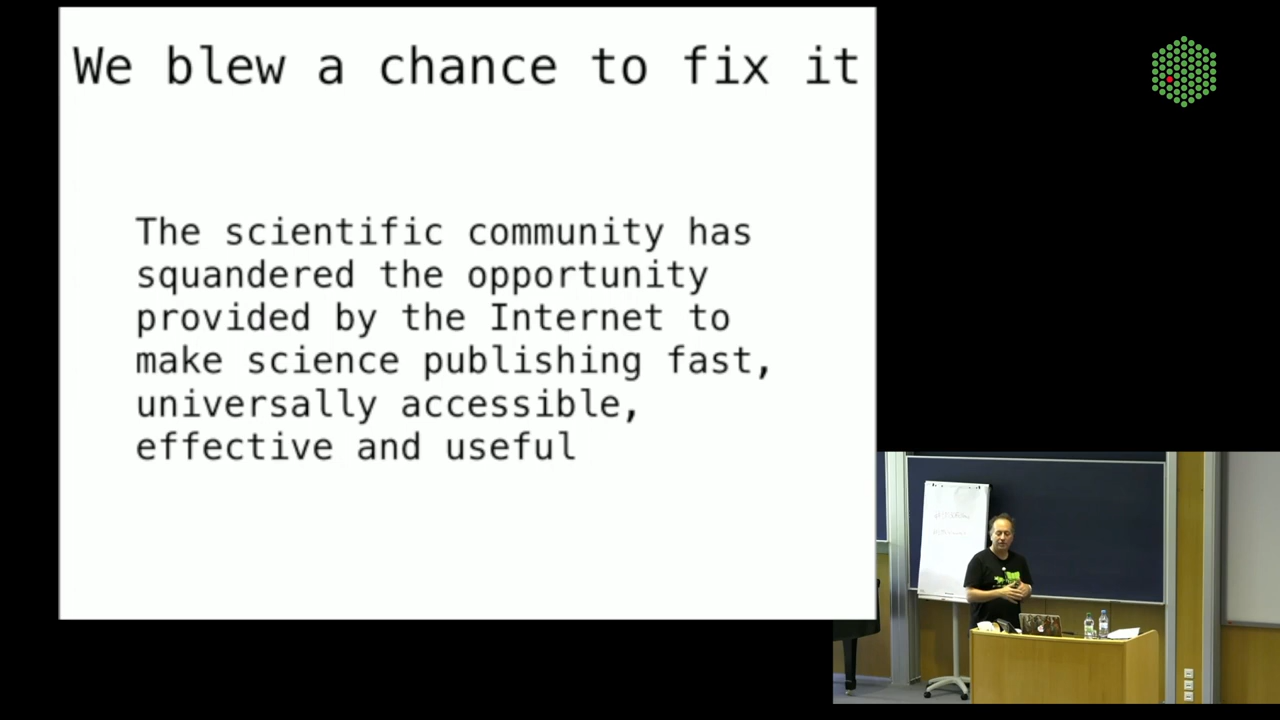 We blew a chance to fix it
The scientific community has
squandered the opportunity
provided by the Internet to
make science publishing fast,
universally accessible,
effective and useful